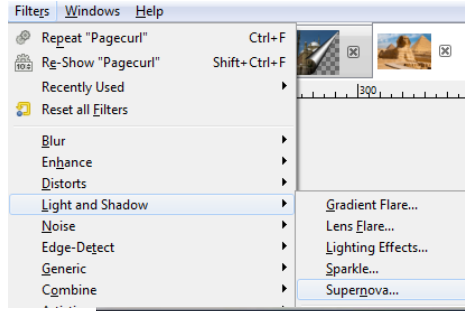 Filters Windows Help
Repeat "Pagecurl" Ctrl+F
Re-Show "Pagecurl" Shift+Ctrl+F
Recently Used
Reset all Filters
300
Blur
Enhance
Distorts
Light and Shadow
Gradient Flare...
Noise
Lens Flare...
Edge-Detect
Lighting Effects...
Generic
Sparkle...
Combine
Supernova...